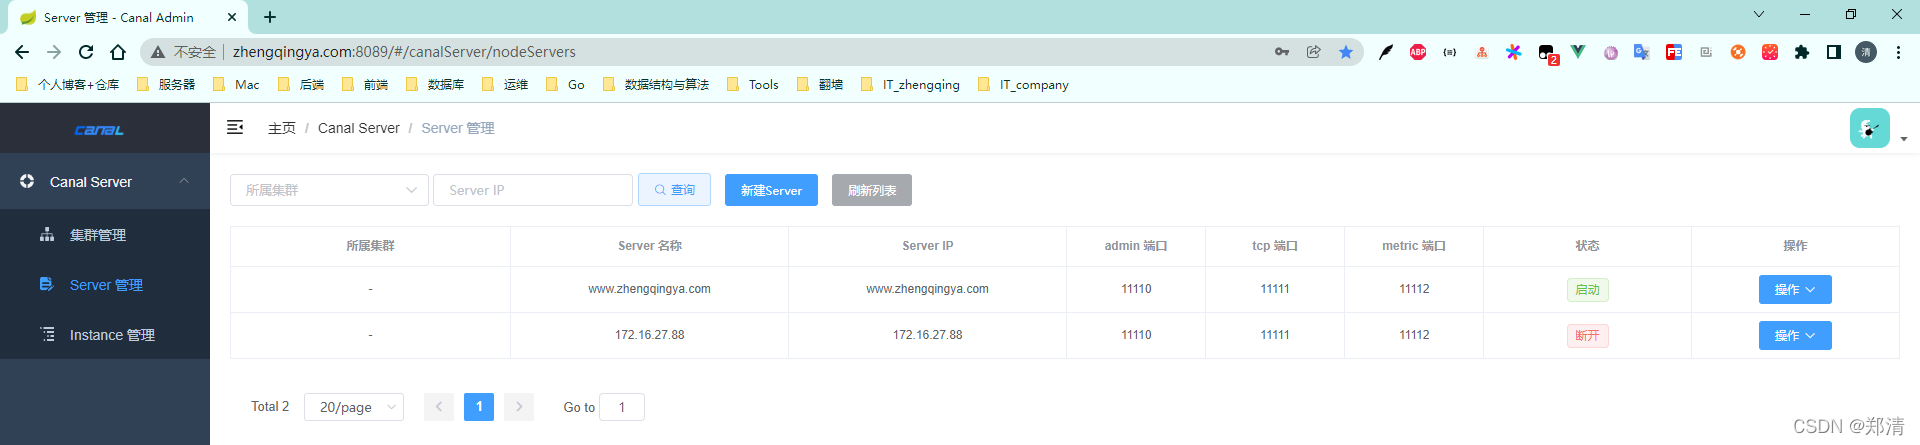 Server 管理 - Canal Admin
不安全 zhengqingya.com:8089/#/canalServer/nodeServers
ABP
2
FE
清
个人博客+仓库 服务器 Mac 后端 前端 数据库 运维 Go 数据结构与算法 Tools 翻墙 IT_zhengqing IT_company
CANAL
主页 / Canal Server / Server 管理
Canal Server
集群管理
Server 管理
Instance 管理
所属集群 Server IP 查询 新建Server 刷新列表
所属集群 Server 名称 Server IP admin 端口 tcp 端口 metric 端口 状态 操作
- www.zhengqingya.com www.zhengqingya.com 11110 11111 11112 启动 操作
- 172.16.27.88 172.16.27.88 11110 11111 11112 断开 操作
Total 2 20/page 1 Go to 1
CSDN @郑清